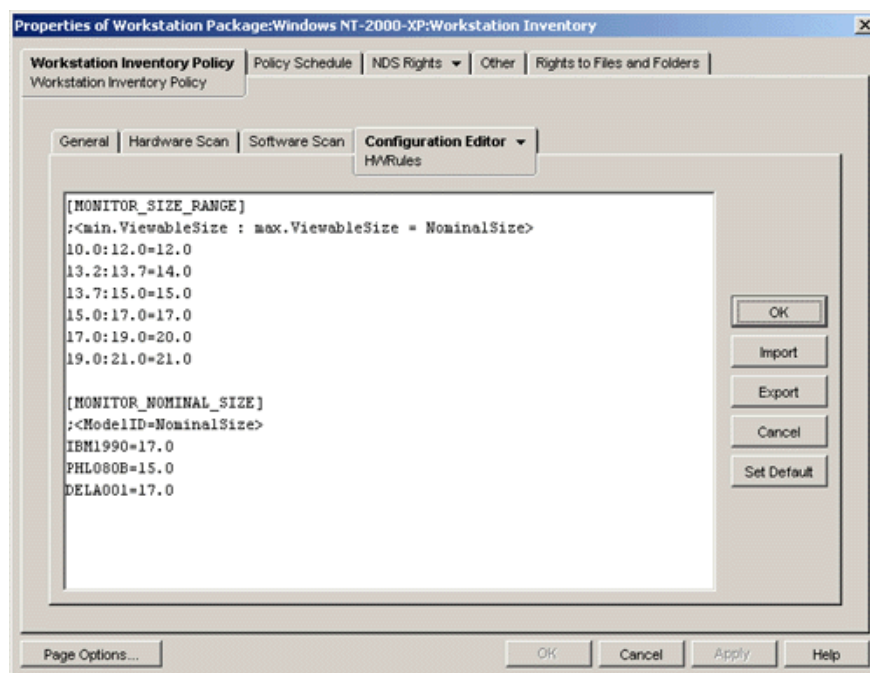 Properties of Workstation Package:Windows NT-2000-XP:Workstation Inventory
Workstation Inventory Policy Policy Schedule NDS Rights Other Rights to Files and Folders
Workstation Inventory Policy
General Hardware Scan Software Scan Configuration Editor
HWRules
[MONITOR_SIZE_RANGE]
;<min.ViewableSize : max.ViewableSize = NominalSize>
10.0:12.0=12.0
13.2:13.7=14.0
13.7:15.0=15.0
15.0:17.0=17.0
17.0:19.0=20.0
19.0:21.0=21.0
[MONITOR_NOMINAL_SIZE]
;<ModelID=NominalSize>
IBM1990=17.0
PHL080B=15.0
DELA001=17.0
OK
Import
Export
Cancel
Set Default
Page Options... OK Cancel Apply Help